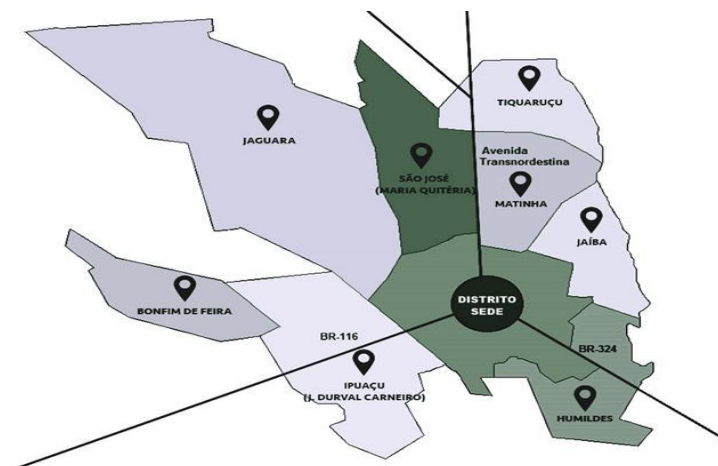 TIQUARUÇU
JAGUARA
Avenida
Transnordestina
SÃO JOSÉ
(MARIA QUITÉRIA)
MATINHA
JAÍBA
DISTRITO
SEDE
BONFIM DE FEIRA
BR-116
BR-324
IPUAÇU
(J. DURVAL CARNEIRO)
HUMILDES